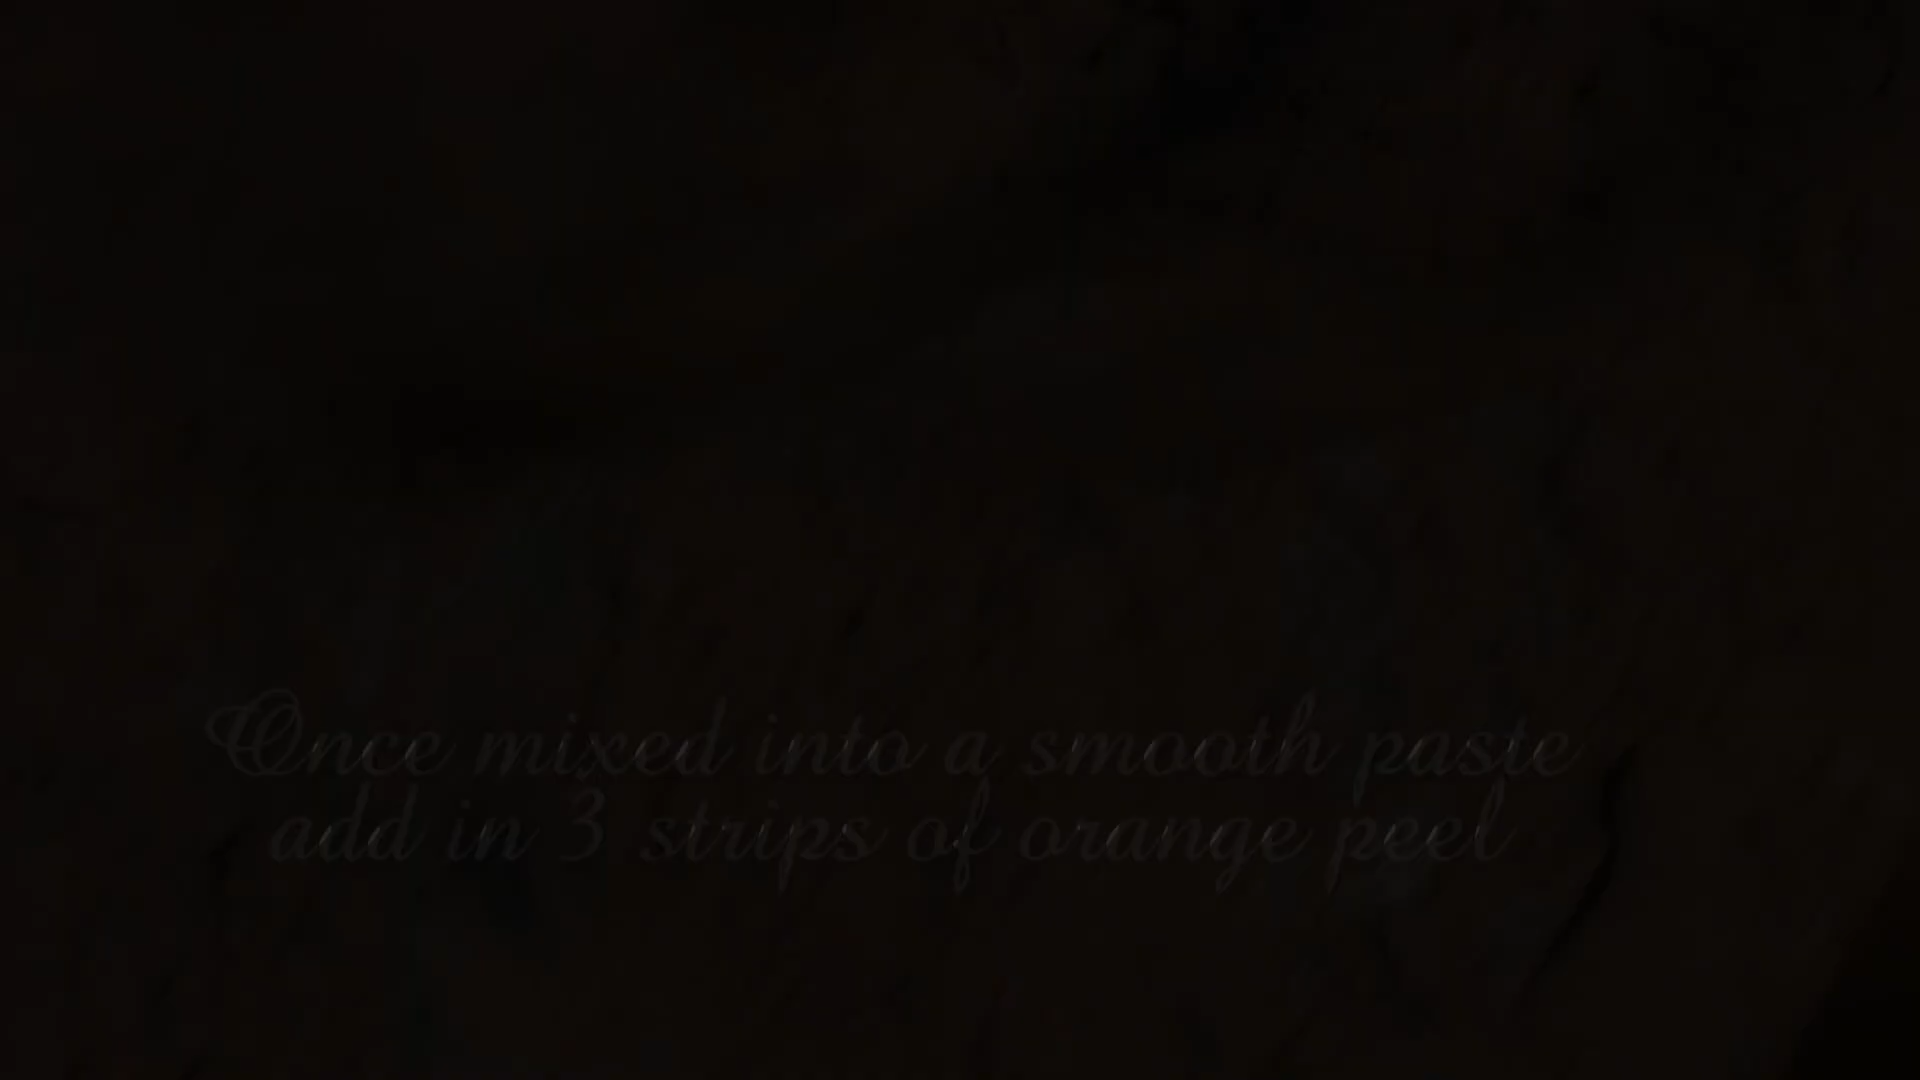 Once mixed into a smooth paste
add in 3 strips of orange peel